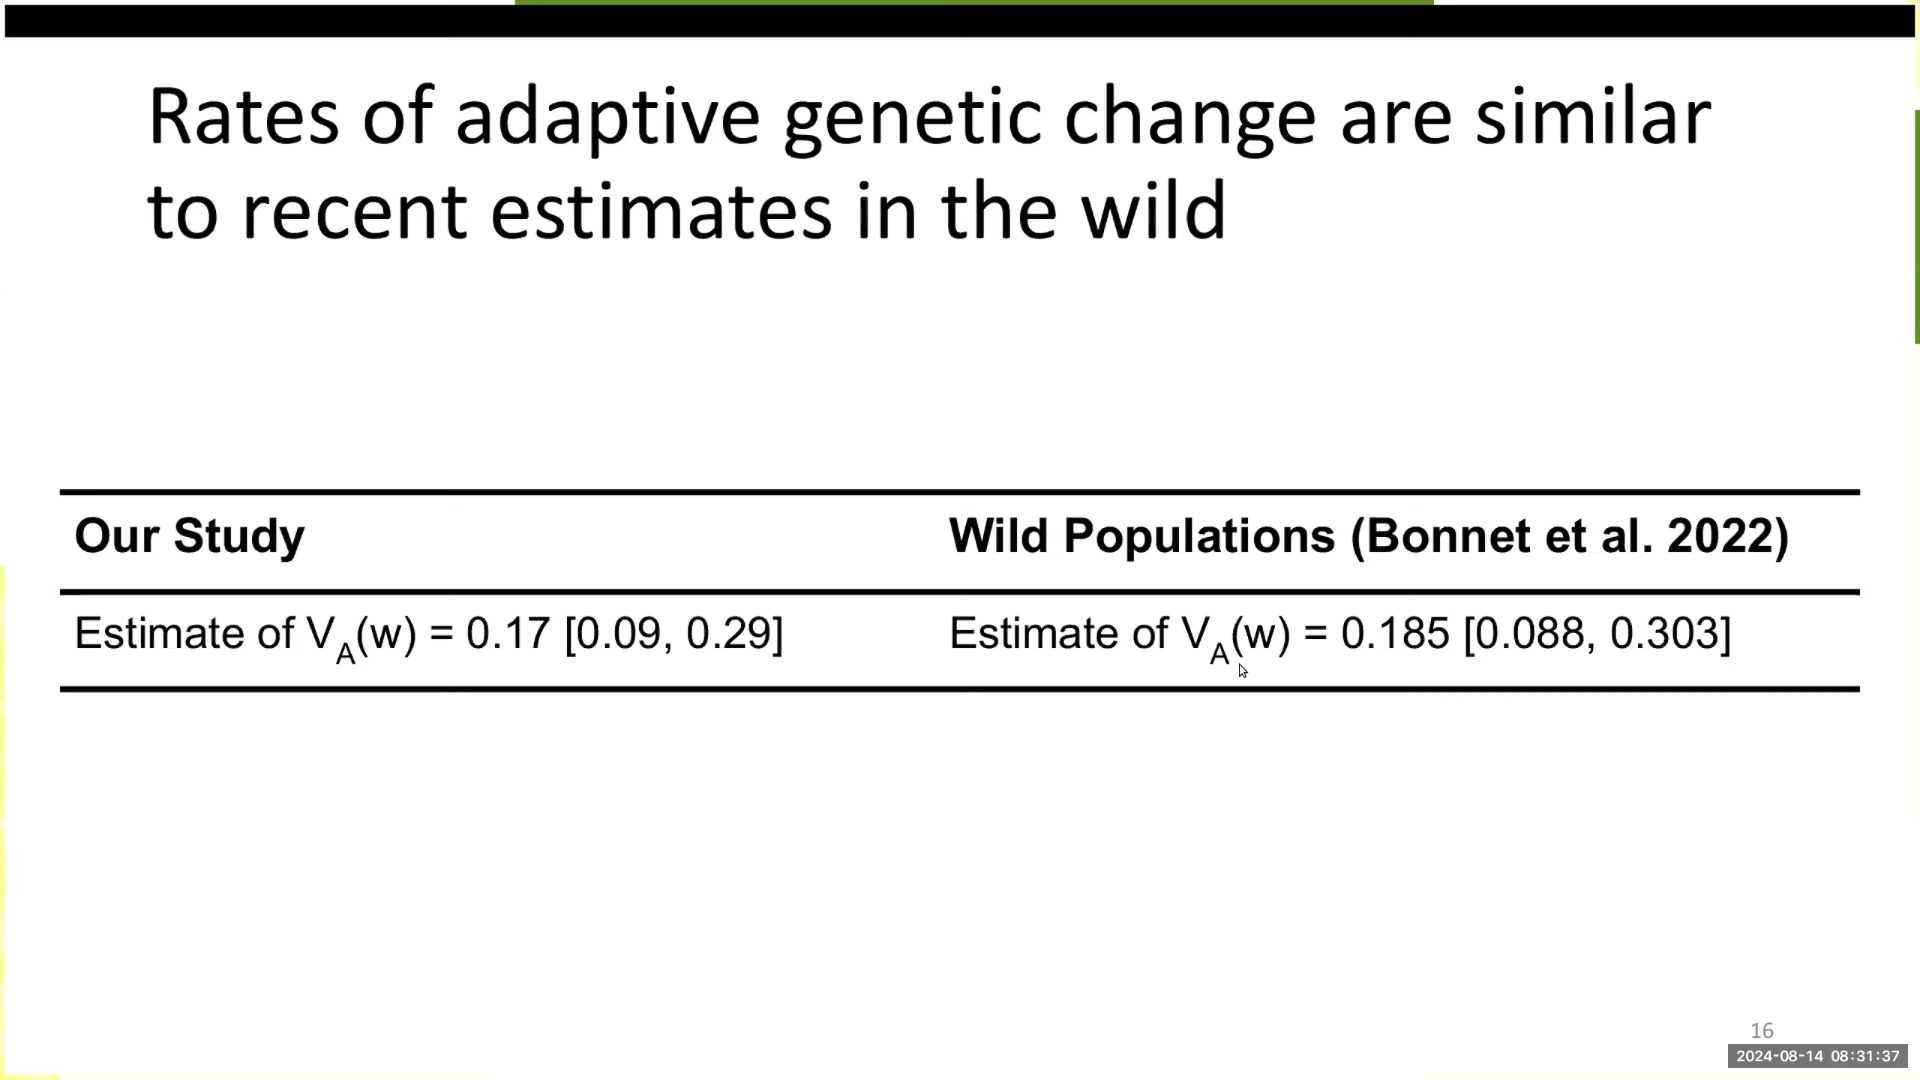 Rates of adaptive genetic change are similar
to recent estimates in the wild
Our Study
Wild Populations (Bonnet et al. 2022)
Estimate of V_A(w) = 0.17 [0.09, 0.29]
Estimate of V_A(w) = 0.185 [0.088, 0.303]
16
2024-08-14 08:31:37